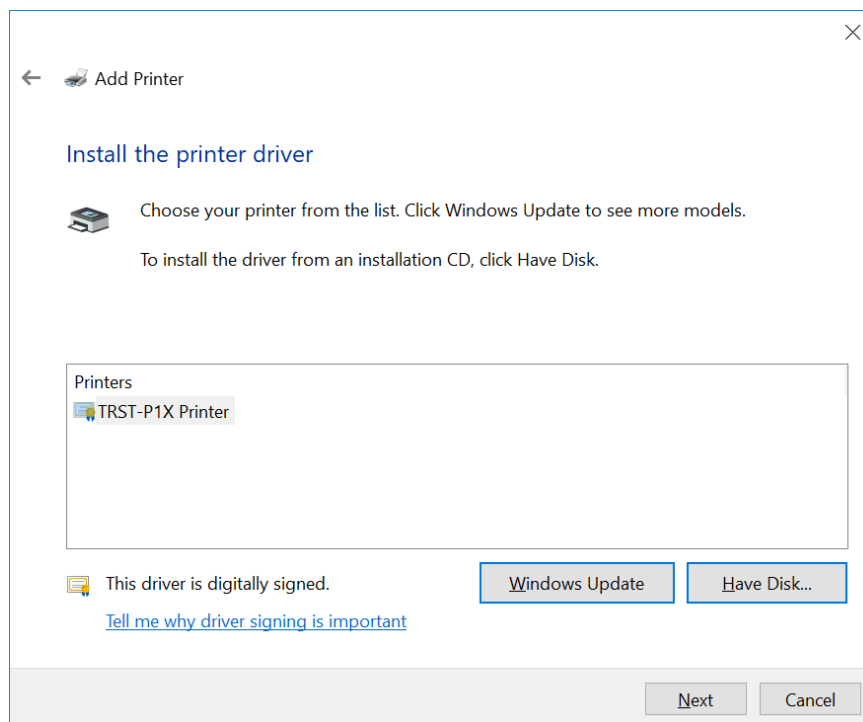 Add Printer
Install the printer driver
Choose your printer from the list. Click Windows Update to see more models.
To install the driver from an installation CD, click Have Disk.
Printers
TRST-P1X Printer
This driver is digitally signed.
Windows Update
Have Disk...
Tell me why driver signing is important
Next
Cancel